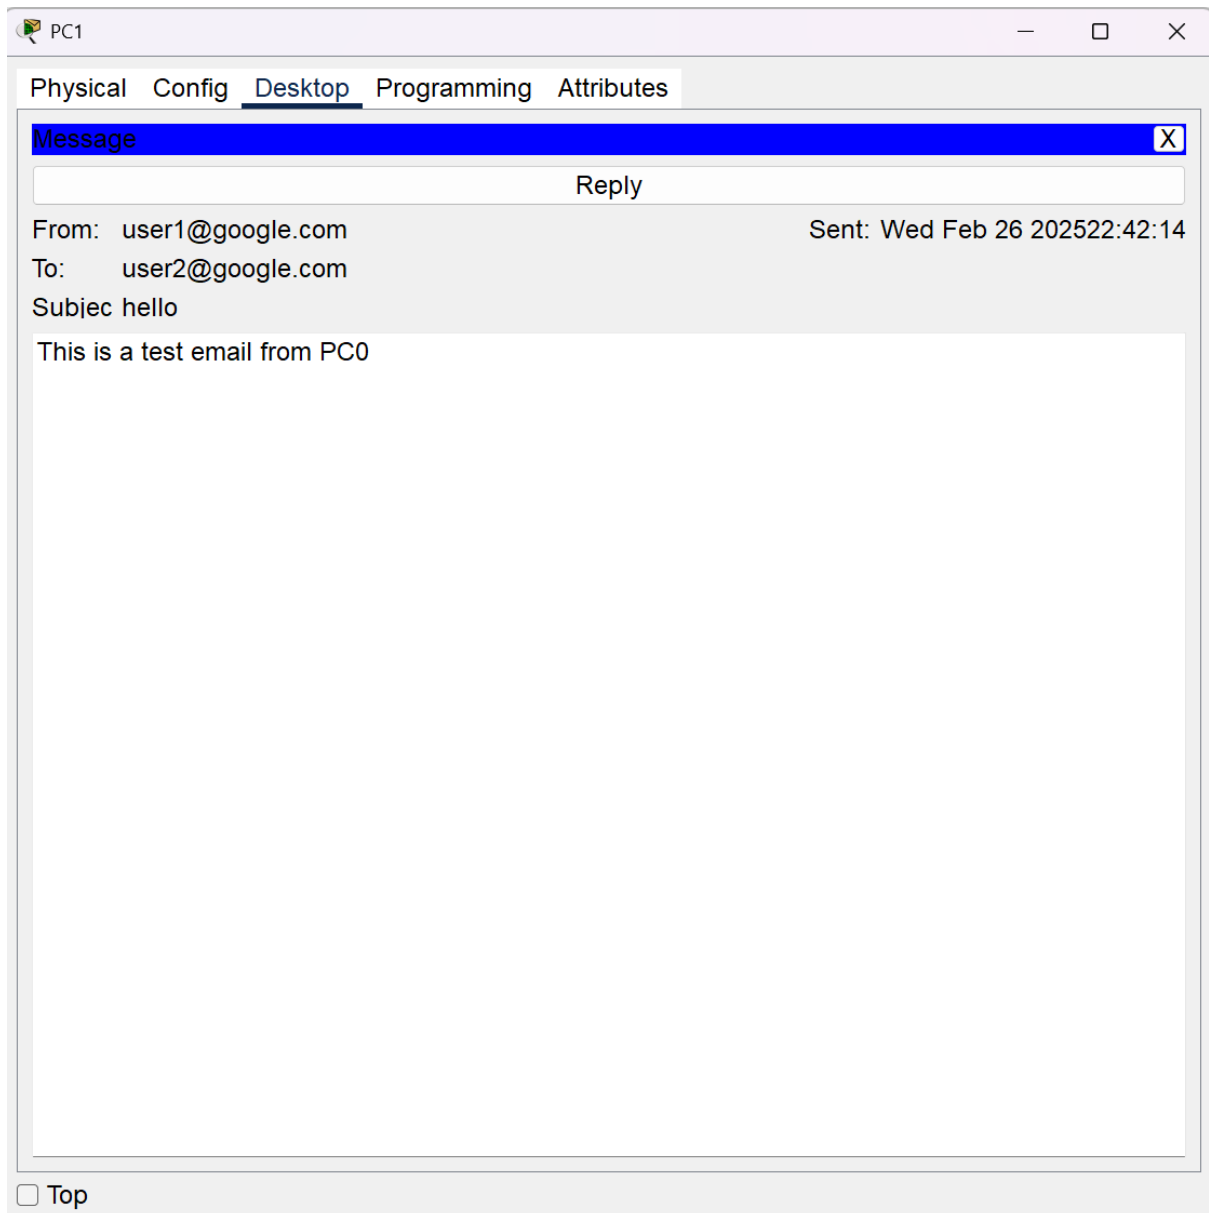 PC1
Physical Config Desktop Programming Attributes
Message X
Reply
From: user1@google.com Sent: Wed Feb 26 202522:42:14
To: user2@google.com
Subjec hello
This is a test email from PC0
Top